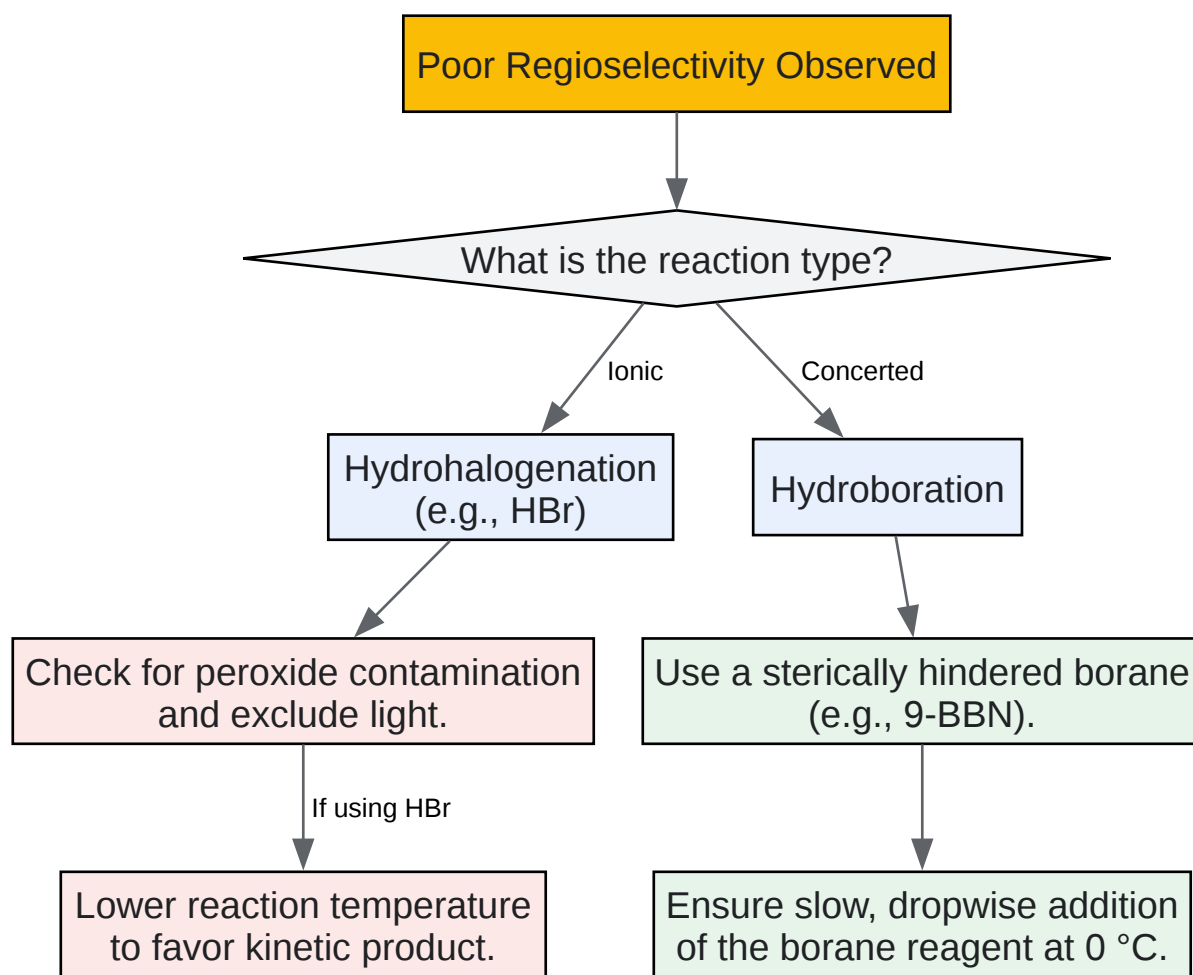 Poor Regioselectivity Observed
What is the reaction type?
Ionic
Concerted
Hydrohalogenation
(e.g., HBr)
Hydroboration
Check for peroxide contamination
and exclude light.
Use a sterically hindered borane
(e.g., 9-BBN).
If using HBr
Lower reaction temperature
to favor kinetic product.
Ensure slow, dropwise addition
of the borane reagent at 0 °C.